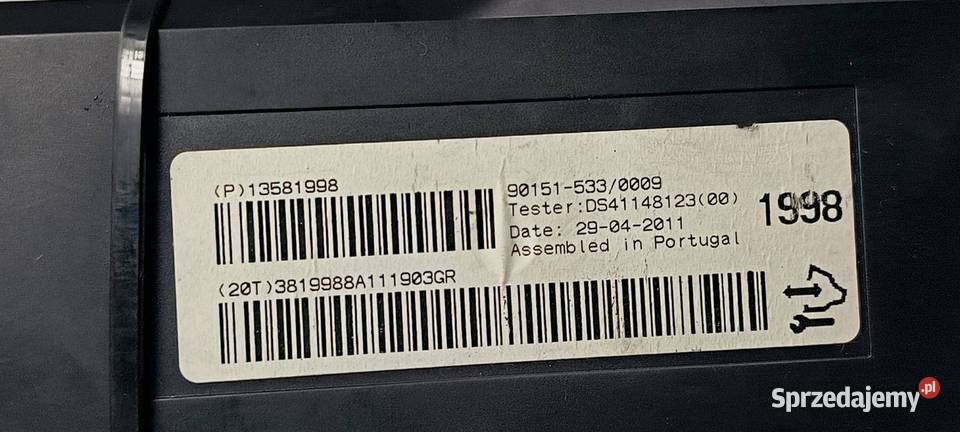 (P)13581998
90151-533/0009
Tester:DS41148123(00)
Date: 29-04-2011
Assembled in Portugal
1998
(20T)3819988A111903GR
Sprzedajemy.pl